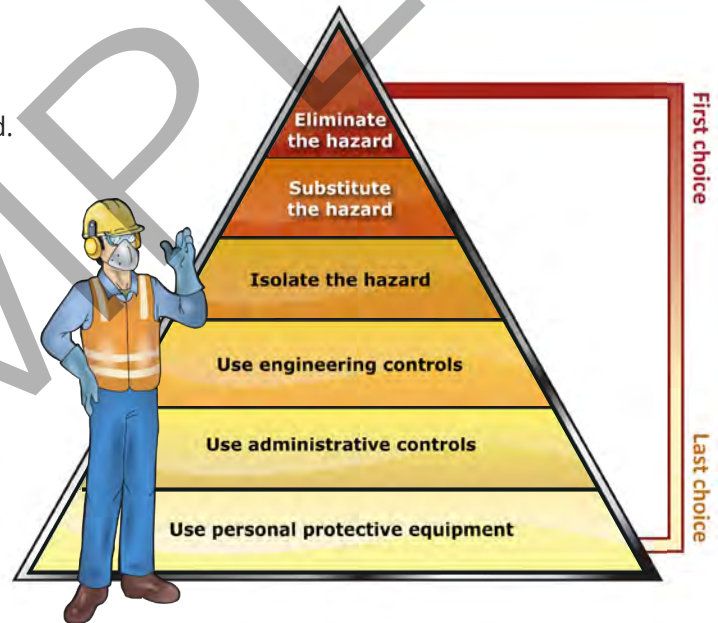 d.
Eliminate
the hazard
Substitute
the hazard
Isolate the hazard
Use engineering controls
Use administrative controls
Use personal protective equipment
First choice
Last choice